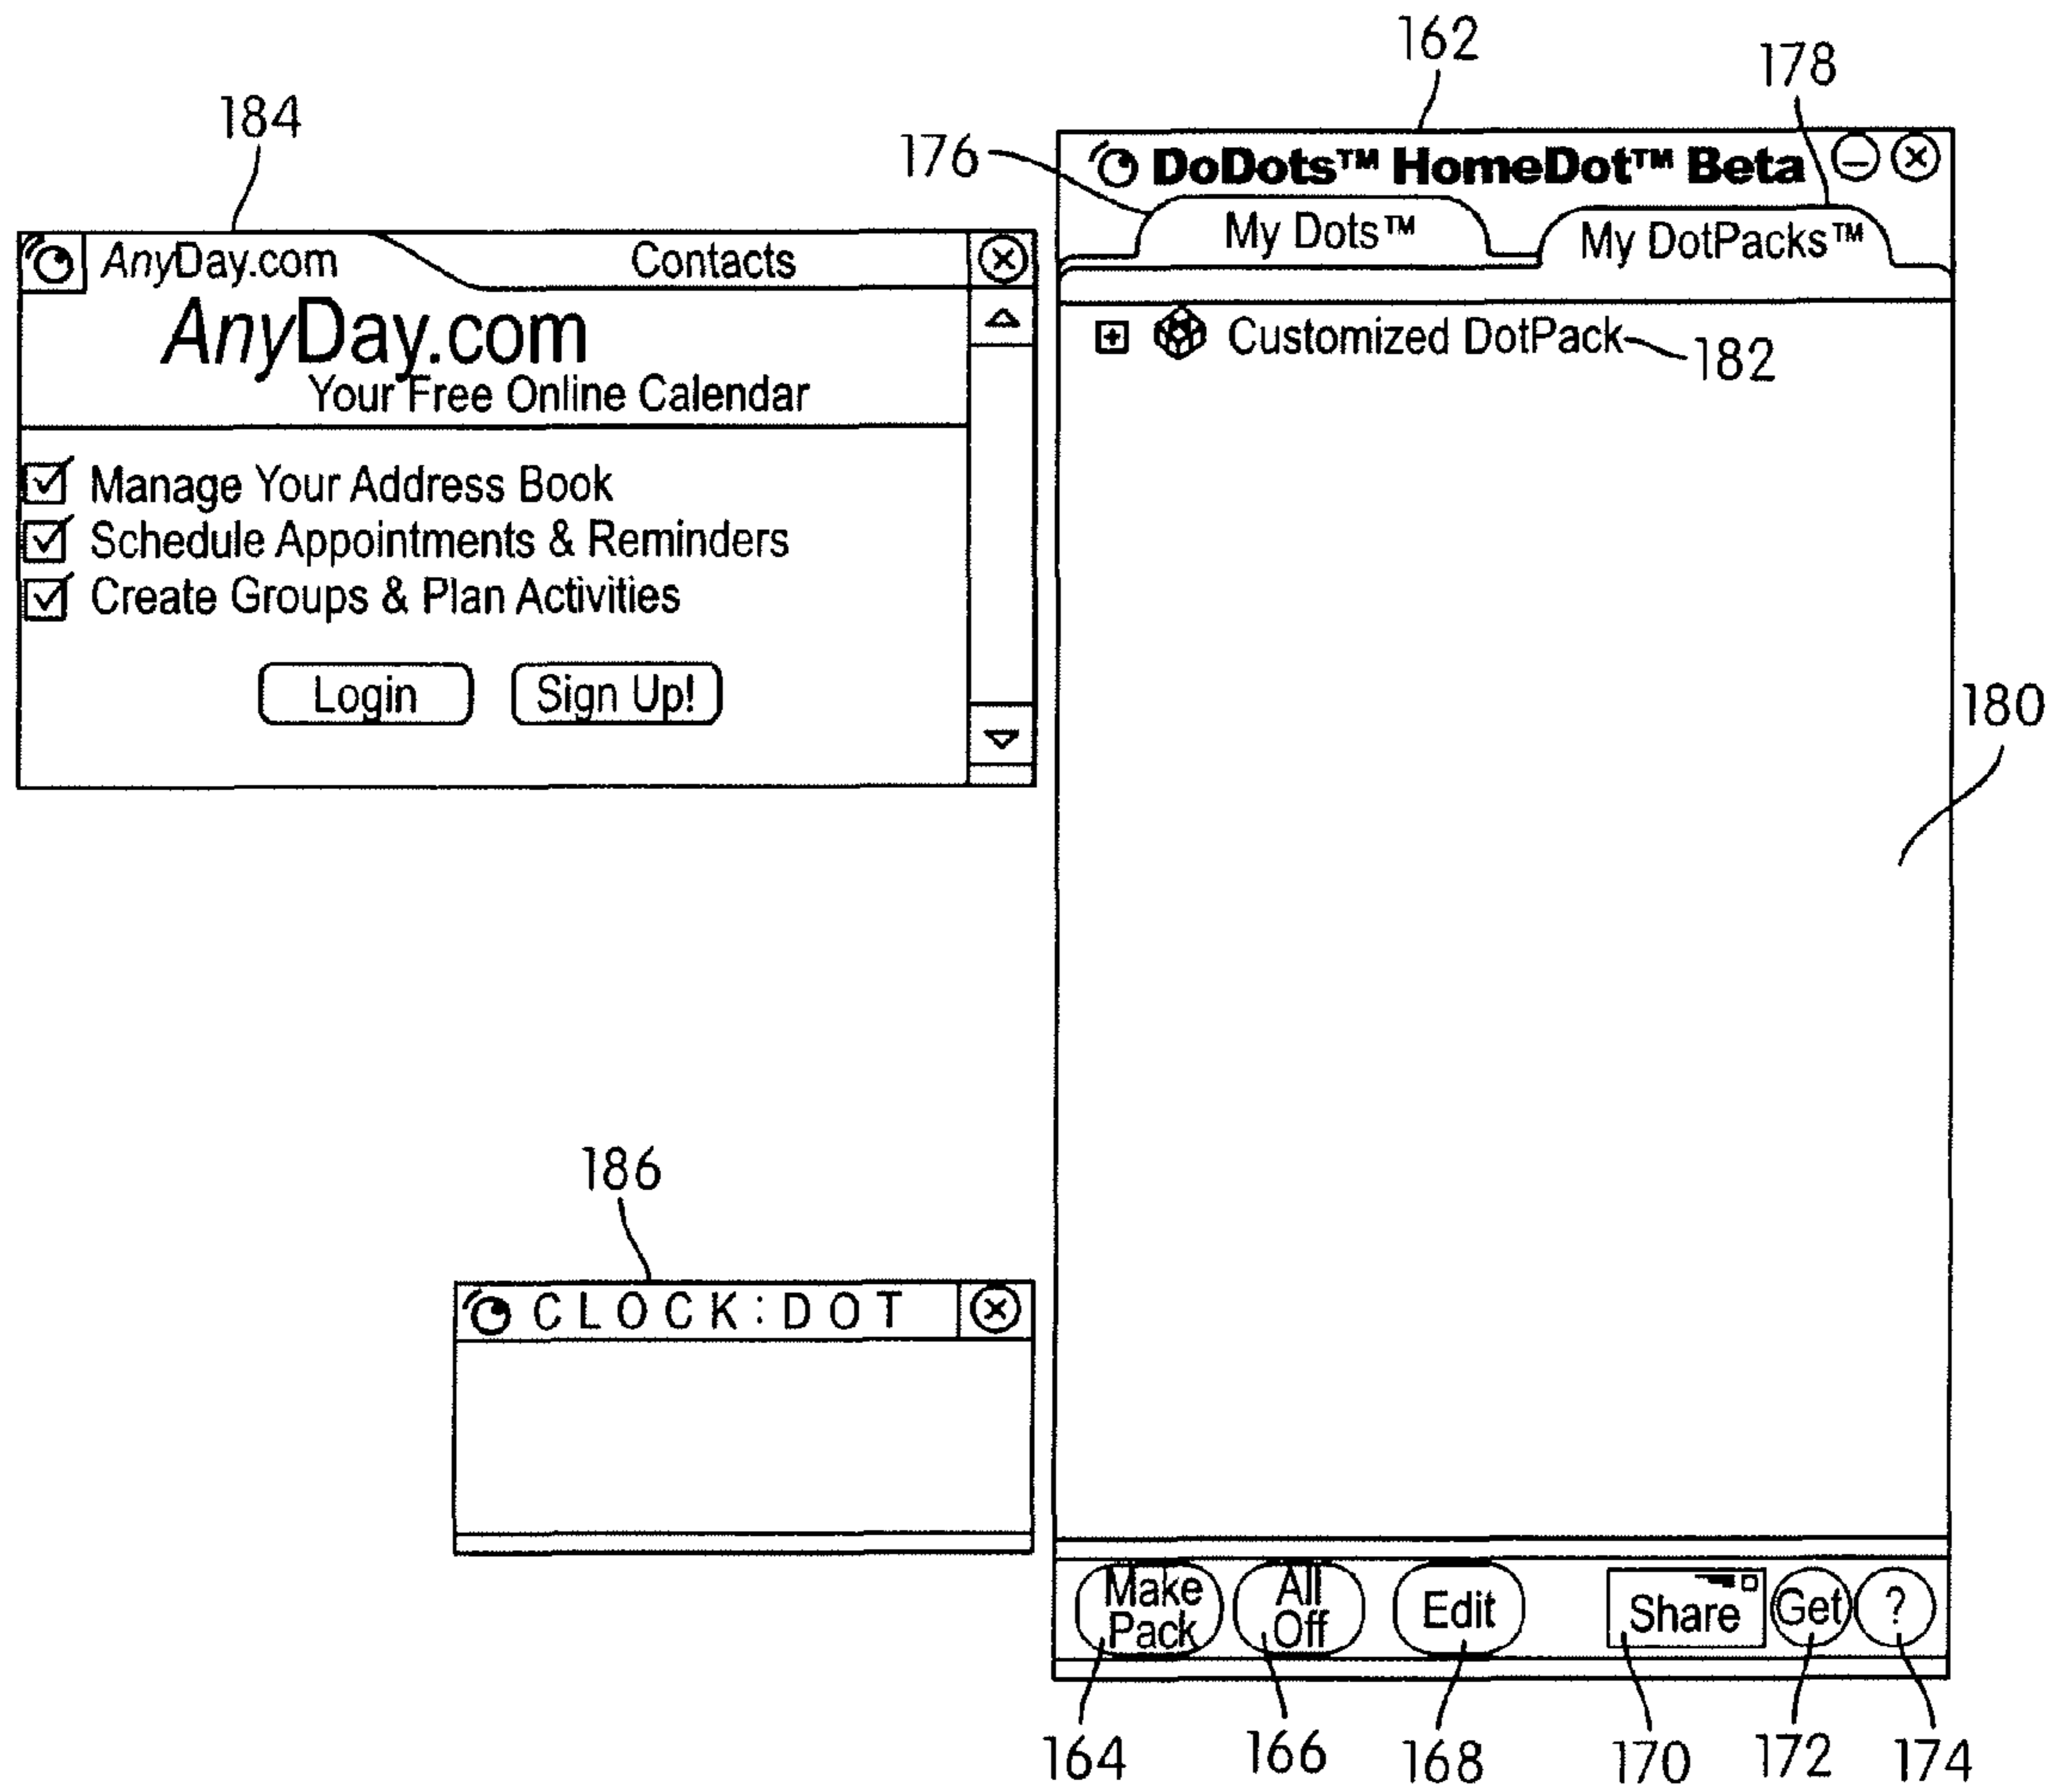 162
178
184
176
DoDots™ HomeDot™ Beta
My Dots™
My DotPacks™
AnyDay.com
Contacts
AnyDay.com
Your Free Online Calendar
Customized DotPack
182
Manage Your Address Book
Schedule Appointments & Reminders
Create Groups & Plan Activities
Login
Sign Up!
180
186
CLOCK:DOT
Make
Pack
All
Off
Edit
Share
Get
?
164
166
168
170
172
174